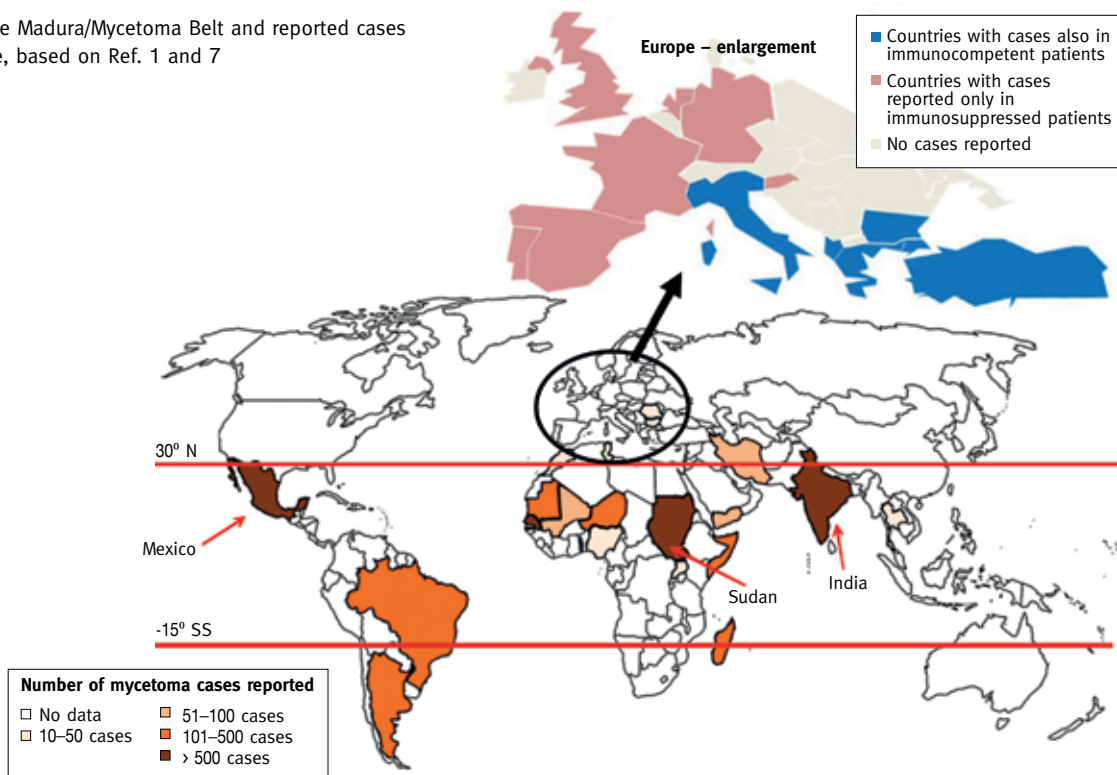 e Madura/Mycetoma Belt and reported cases
e, based on Ref. 1 and 7
Europe – enlargement
Countries with cases also in
immunocompetent patients
Countries with cases
reported only in
immunosuppressed patients
No cases reported
30º N
Mexico
Sudan
India
-15º SS
Number of mycetoma cases reported
No data
10–50 cases
51–100 cases
101–500 cases
> 500 cases